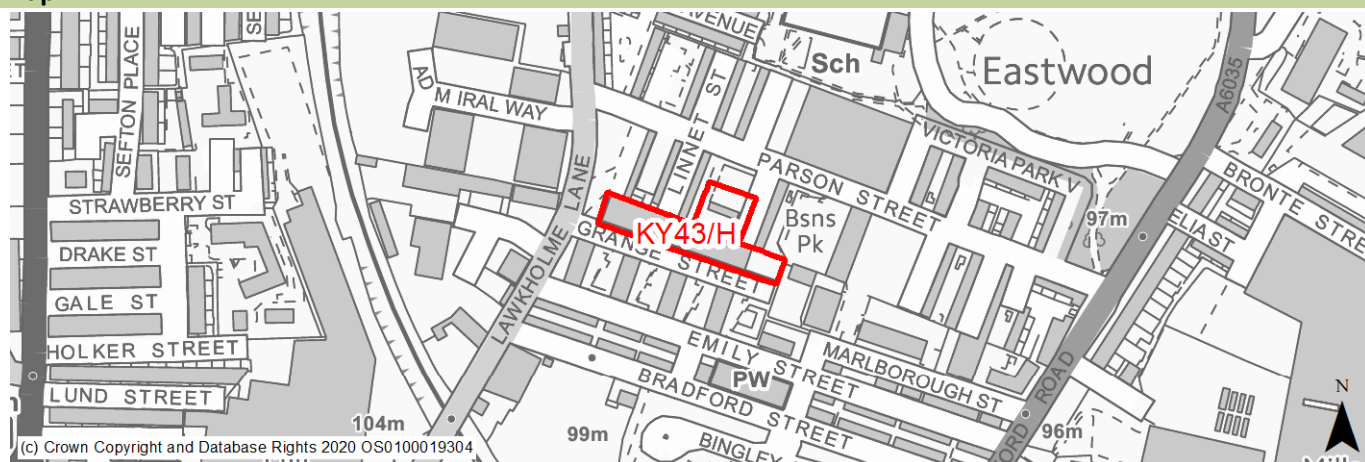 AVENUE
SEFTON PLACE
Sch
Eastwood
A6035
ADMIRAL WAY
LINNET ST
VICTORIA PARK V
PARSON STREET
BRONTE STRE
STRAWBERRY ST
LAWKHOLME LANE
KY43/H
Bsns
Pk
97m
ELIA ST
DRAKE ST
GRANGE STREET
GALE ST
HOLKER STREET
EMILY STREET
MARLBOROUGH ST
PW
ROAD
LUND STREET
BRADFORD STREET
N
104m
99m
BINGLEY
96m
(c) Crown Copyright and Database Rights 2020 OS0100019304